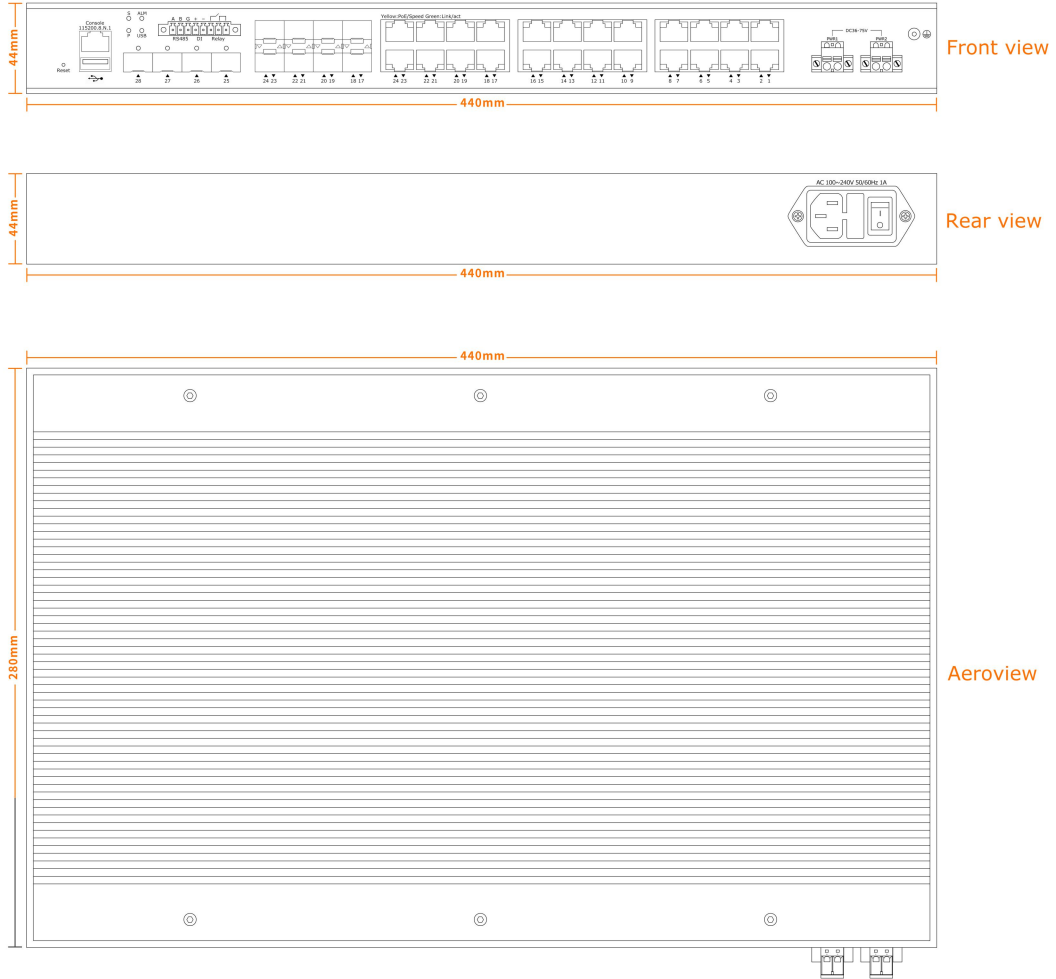 Console
115200.8.N.1
S ALM
P USB
Reset
A B G + −
RS485 DI Relay
28 27 26 25
24 23 22 21 20 19 18 17
Yellow:PoE/Speed Green:Link/act
24 23 22 21 20 19 18 17
16 15 14 13 12 11 10 9
8 7 6 5 4 3 2 1
DC36-75V
PWR1 PWR2
44mm
440mm
Front view
AC 100~240V 50/60Hz 1A
44mm
440mm
Rear view
440mm
280mm
Aeroview